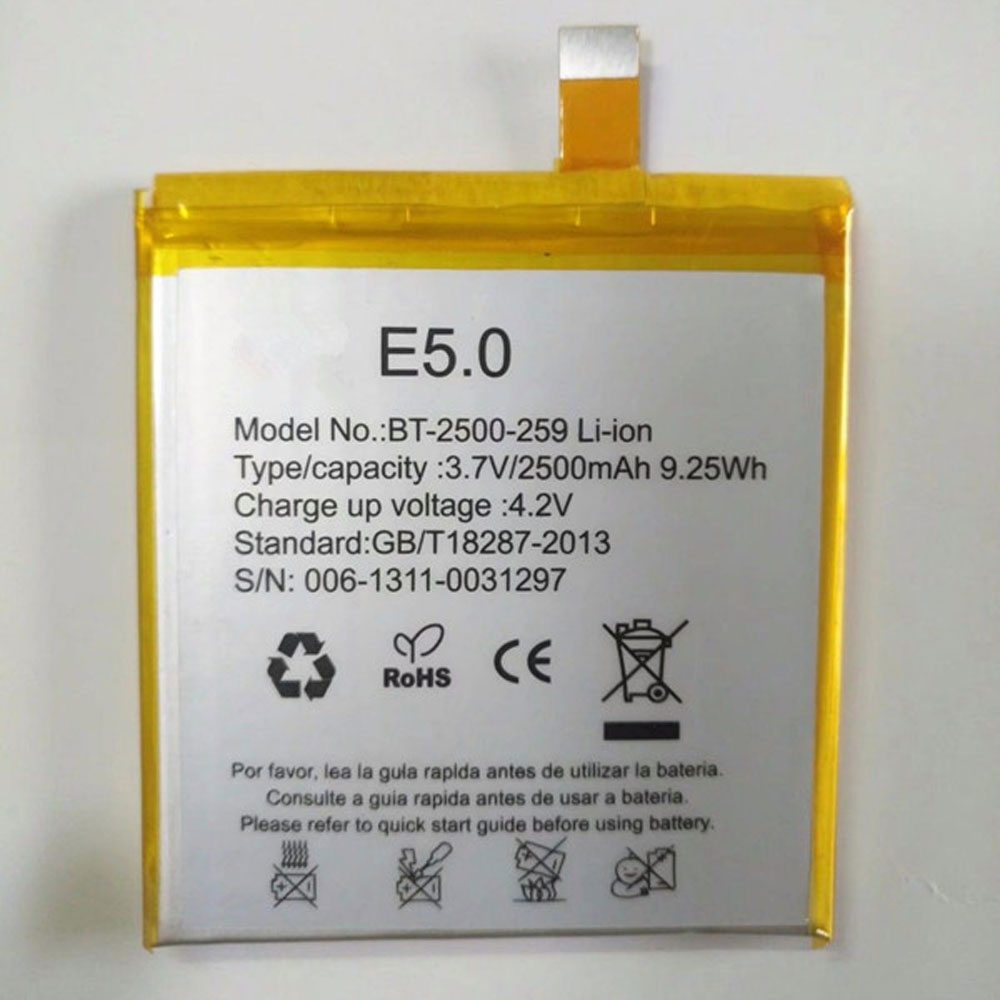 E5.0
Model No.:BT-2500-259 Li-ion
Type/capacity :3.7V/2500mAh 9.25Wh
Charge up voltage :4.2V
Standard:GB/T18287-2013
S/N: 006-1311-0031297
RoHS CE
Por favor, lea la guia rapida antes de utilizar la bateria.
Consulte a guia rapida antes de usar a bateria.
Please refer to quick start guide before using battery.